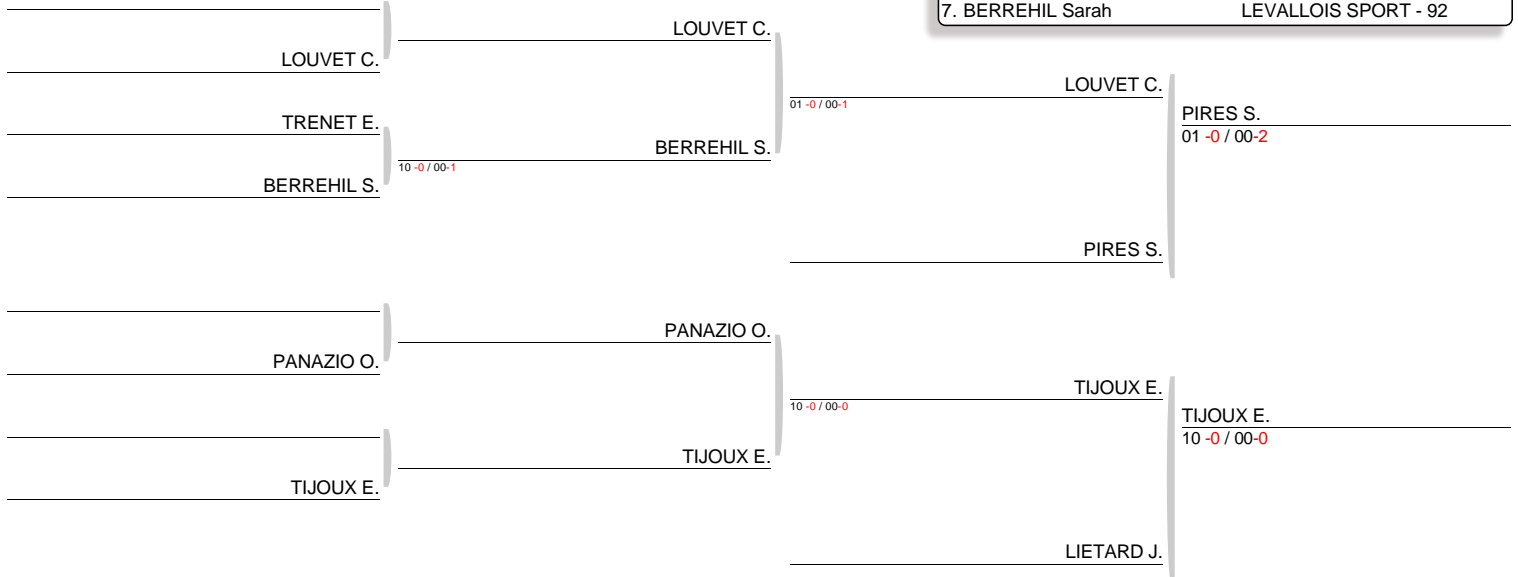 7. BERREHIL Sarah LEVALLOIS SPORT - 92
LOUVET C.
LOUVET C.
LOUVET C.
01 -0 / 00-1
PIRES S.
01 -0 / 00-2
TRENET E.
BERREHIL S.
10 -0 / 00-1
BERREHIL S.
PIRES S.
PANAZIO O.
PANAZIO O.
TIJOUX E.
10 -0 / 00-0
TIJOUX E.
10 -0 / 00-0
TIJOUX E.
TIJOUX E.
LIETARD J.